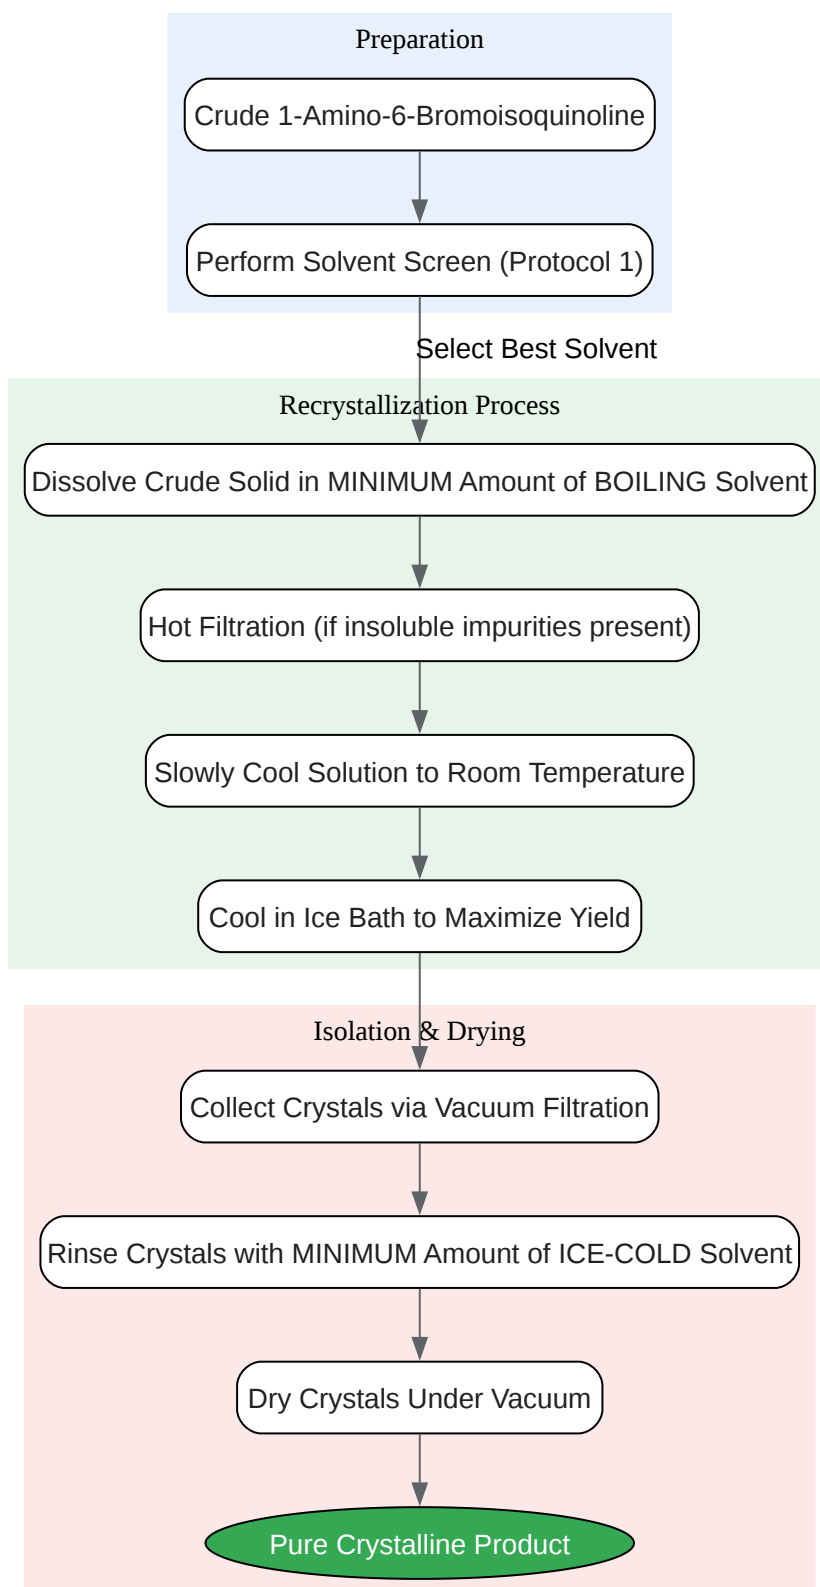 Preparation
Crude 1-Amino-6-Bromoisoquinoline
Perform Solvent Screen (Protocol 1)
Select Best Solvent
Recrystallization Process
Dissolve Crude Solid in MINIMUM Amount of BOILING Solvent
Hot Filtration (if insoluble impurities present)
Slowly Cool Solution to Room Temperature
Cool in Ice Bath to Maximize Yield
Isolation & Drying
Collect Crystals via Vacuum Filtration
Rinse Crystals with MINIMUM Amount of ICE-COLD Solvent
Dry Crystals Under Vacuum
Pure Crystalline Product